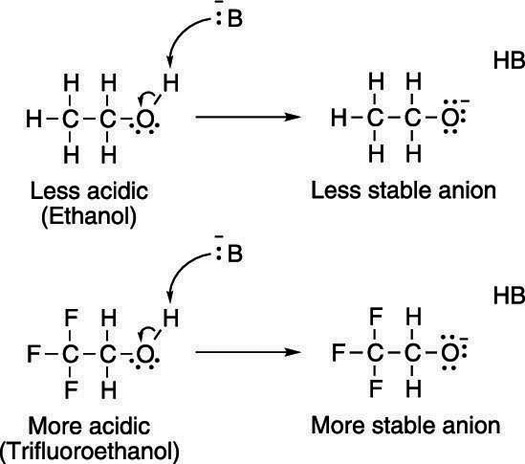 :B
H H H HB H H
H–C–C–O H–C–C–O
H H H H
Less acidic Less stable anion
(Ethanol)
:B
F H H HB F H
F–C–C–O F–C–C–O
F H F H
More acidic More stable anion
(Trifluoroethanol)